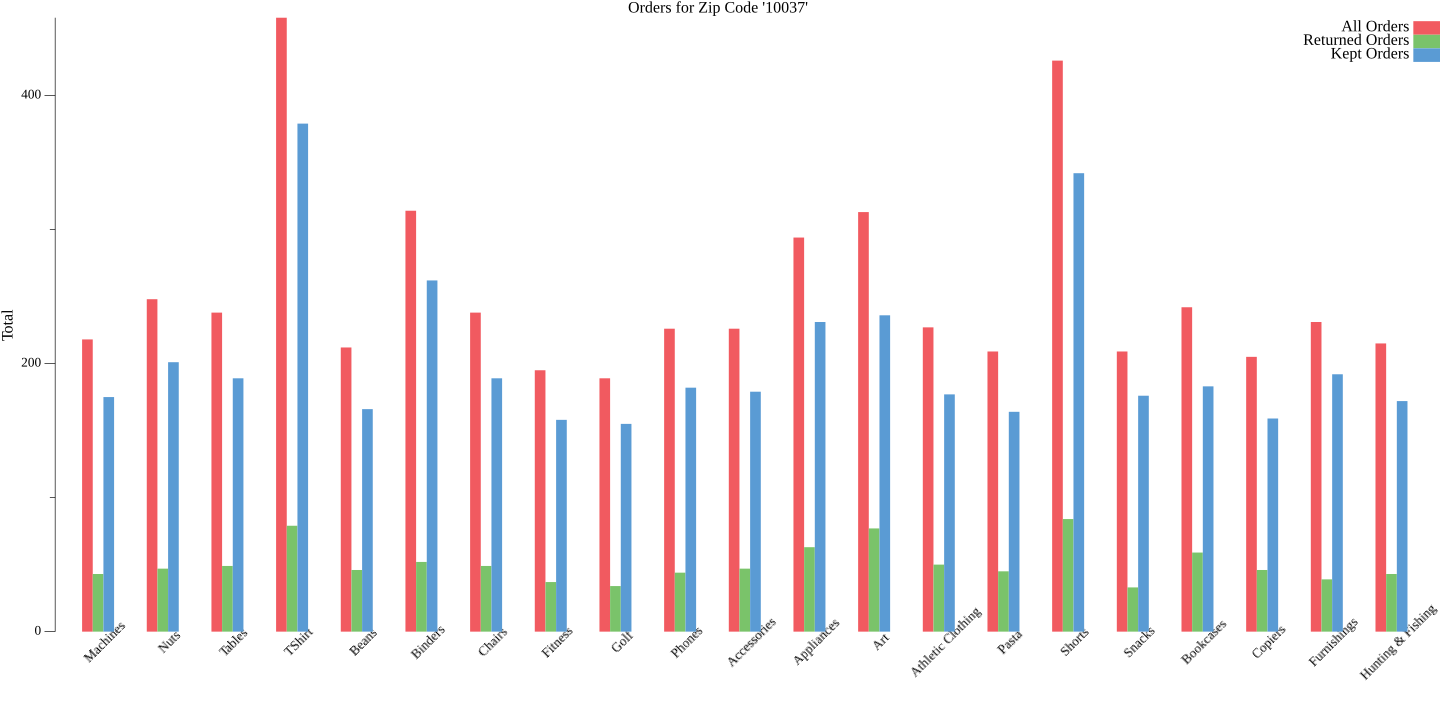 Orders for Zip Code '10037'
All Orders
Returned Orders
Kept Orders
Total
400
200
0
Machines
Nuts
Tables
TShirt
Beans
Binders
Chairs
Fitness
Golf
Phones
Accessories
Appliances
Art
Athletic Clothing
Pasta
Shorts
Snacks
Bookcases
Copiers
Furnishings
Hunting & Fishing